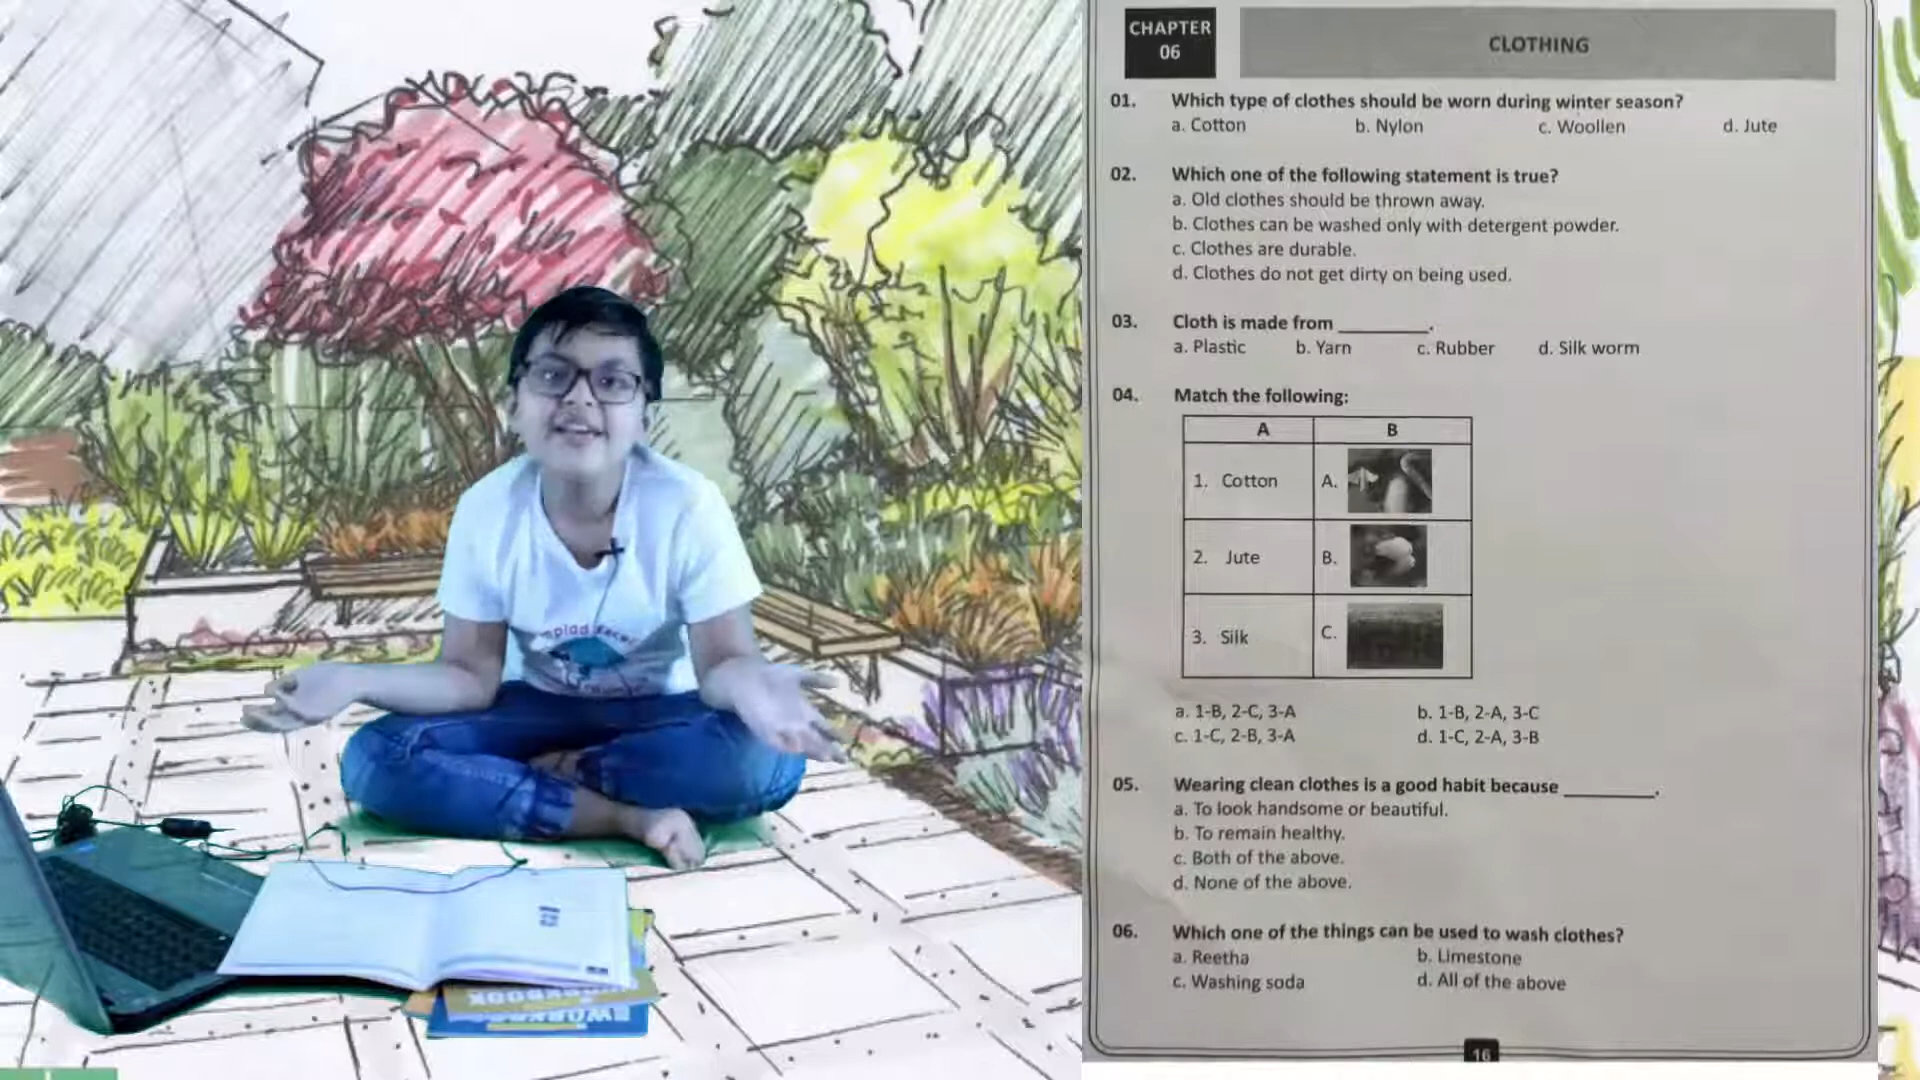 CHAPTER
06
CLOTHING
01. Which type of clothes should be worn during winter season?
a. Cotton b. Nylon c. Woollen d. Jute
02. Which one of the following statement is true?
a. Old clothes should be thrown away.
b. Clothes can be washed only with detergent powder.
c. Clothes are durable.
d. Clothes do not get dirty on being used.
03. Cloth is made from ________.
a. Plastic b. Yarn c. Rubber d. Silk worm
04. Match the following:
A B
1. Cotton A.
2. Jute B.
3. Silk C.
a. 1-B, 2-C, 3-A b. 1-B, 2-A, 3-C
c. 1-C, 2-B, 3-A d. 1-C, 2-A, 3-B
05. Wearing clean clothes is a good habit because ________.
a. To look handsome or beautiful.
b. To remain healthy.
c. Both of the above.
d. None of the above.
06. Which one of the things can be used to wash clothes?
a. Reetha b. Limestone
c. Washing soda d. All of the above
16